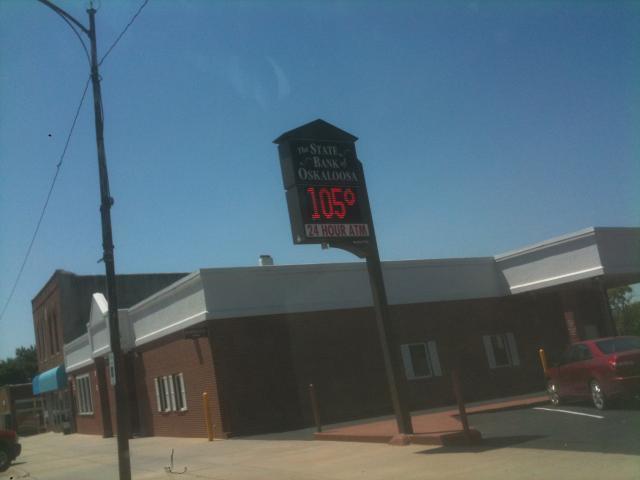 The STATE
BANK of
OSKALOOSA
105°
24 HOUR ATM